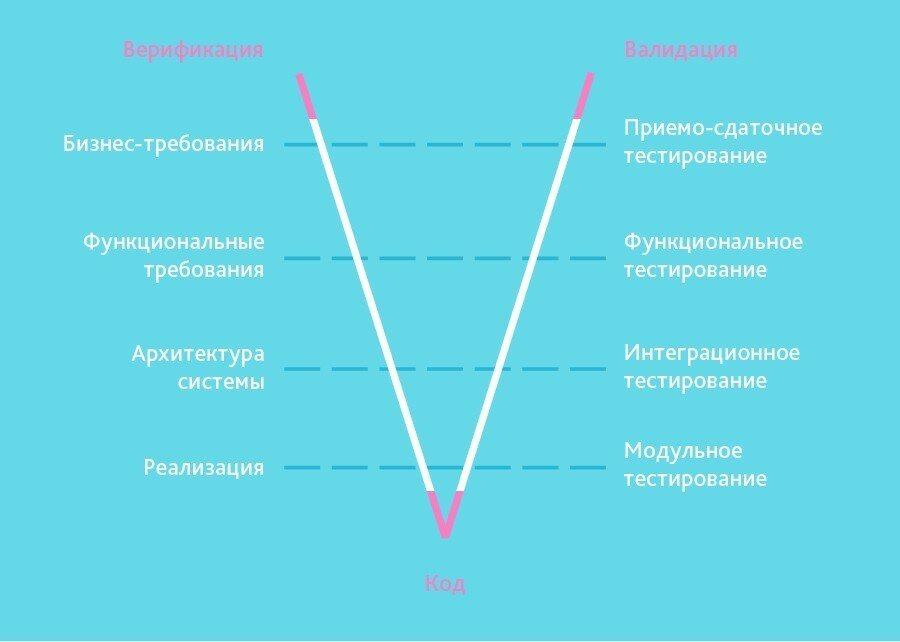 Верификация
Валидация
Бизнес-требования
Приемо-сдаточное
тестирование
Функциональные
требования
Функциональное
тестирование
Архитектура
системы
Интеграционное
тестирование
Реализация
Модульное
тестирование
Код